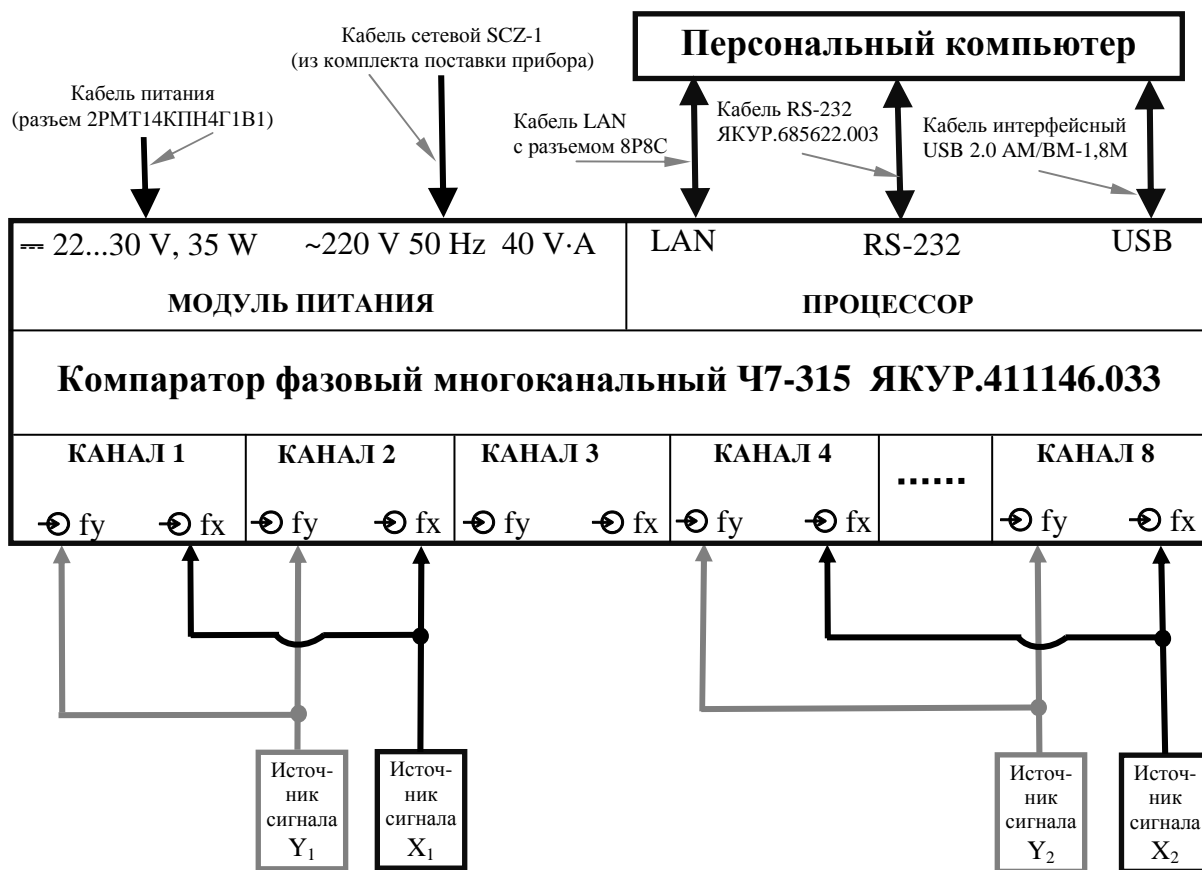 Кабель сетевой SCZ-1
(из комплекта поставки прибора)
Персональный компьютер
Кабель питания
(разъем 2РМТ14КПН4Г1В1)
Кабель LAN
с разъемом 8P8C
Кабель RS-232
ЯКУР.685622.003
Кабель интерфейсный
USB 2.0 AM/BM-1,8М
⎓ 22...30 V, 35 W
~220 V 50 Hz 40 V·A
LAN
RS-232
USB
МОДУЛЬ ПИТАНИЯ
ПРОЦЕССОР
Компаратор фазовый многоканальный Ч7-315 ЯКУР.411146.033
КАНАЛ 1
КАНАЛ 2
КАНАЛ 3
КАНАЛ 4
......
КАНАЛ 8
fy
fx
fy
fx
fy
fx
fy
fx
fy
fx
Источ-
ник
сигнала
Y₁
Источ-
ник
сигнала
X₁
Источ-
ник
сигнала
Y₂
Источ-
ник
сигнала
X₂